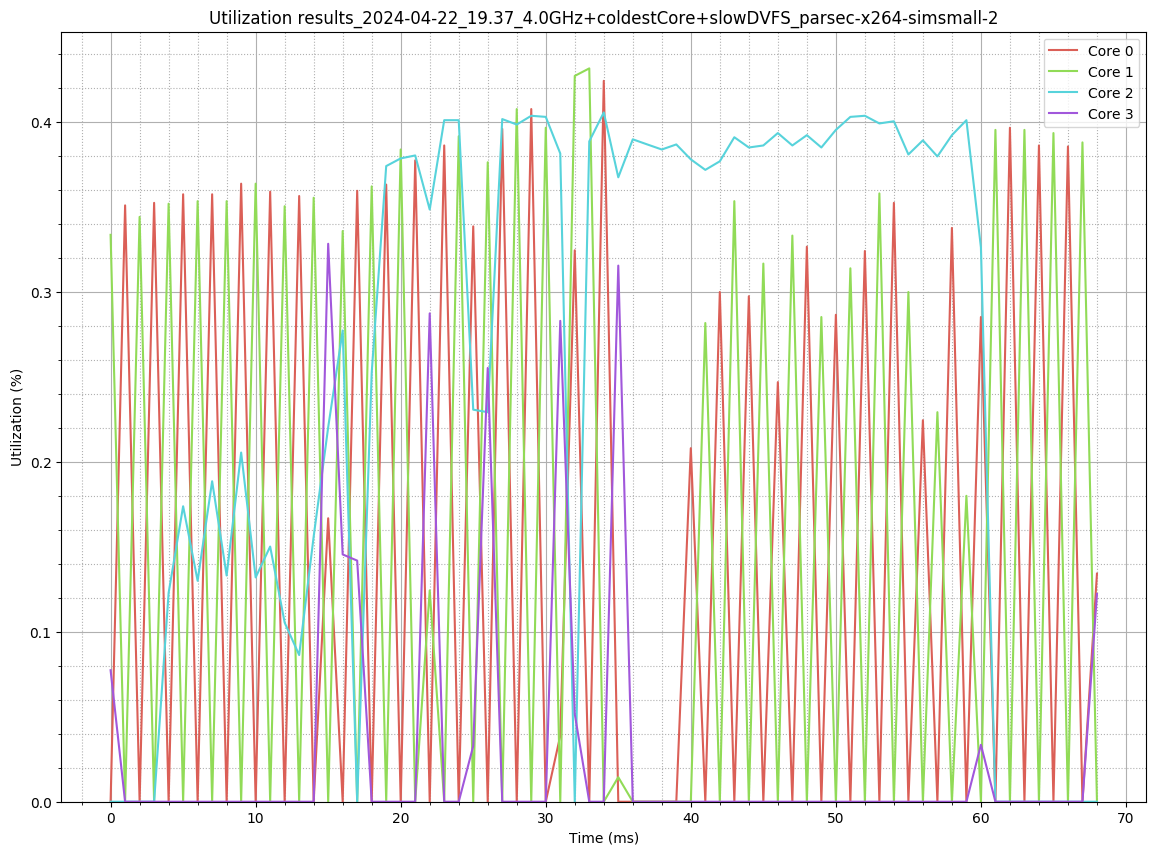 Utilization results_2024-04-22_19.37_4.0GHz+coldestCore+slowDVFS_parsec-x264-simsmall-2
Core 0
Core 1
Core 2
Core 3
Utilization (%)
0.4
0.3
0.2
0.1
0.0
0 10 20 30 40 50 60 70
Time (ms)